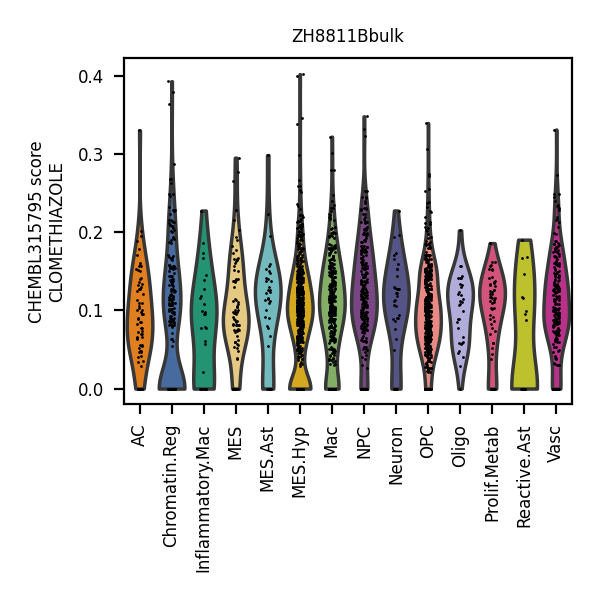 ZH8811Bbulk
CHEMBL315795 score
CLOMETHIAZOLE
0.4
0.3
0.2
0.1
0.0
AC
Chromatin.Reg
Inflammatory.Mac
MES
MES.Ast
MES.Hyp
Mac
NPC
Neuron
OPC
Oligo
Prolif.Metab
Reactive.Ast
Vasc